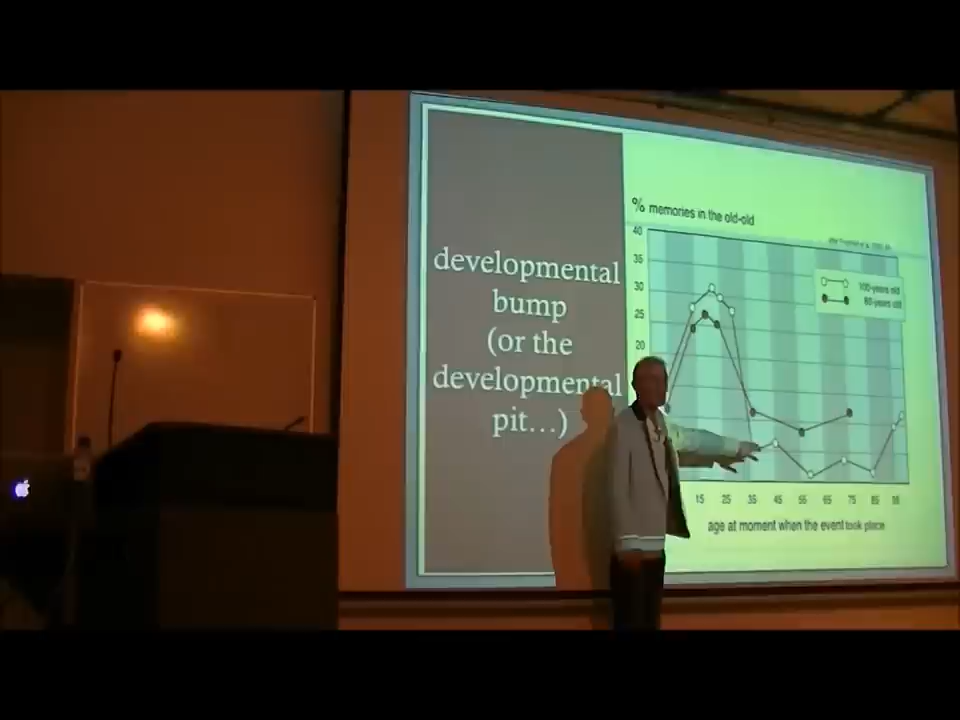 developmental
bump
(or the
developmental
pit…)
% memories in the old-old
40
35
30
25
20
100-years old
80-years old
15 25 35 45 55 65 75 85 95
age at moment when the event took place